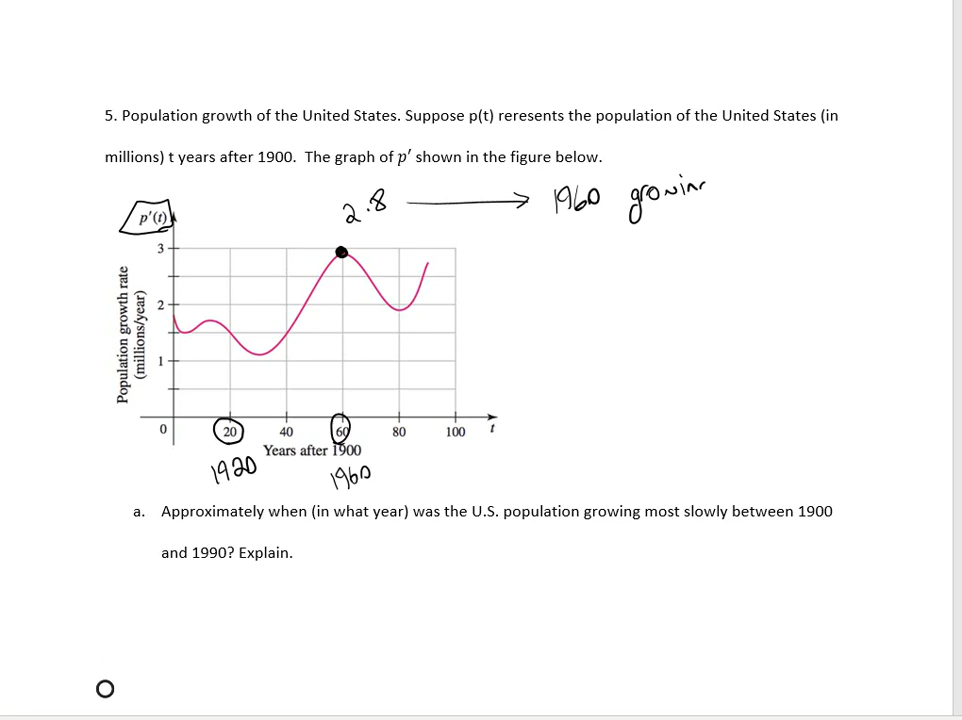 5. Population growth of the United States. Suppose p(t) reresents the population of the United States (in
millions) t years after 1900. The graph of p′ shown in the figure below.
2.8 → 1960 growing
p′(t)
3
2
1
Population growth rate
(millions/year)
0 20 40 60 80 100 t
Years after 1900
1920 1960
a. Approximately when (in what year) was the U.S. population growing most slowly between 1900
and 1990? Explain.